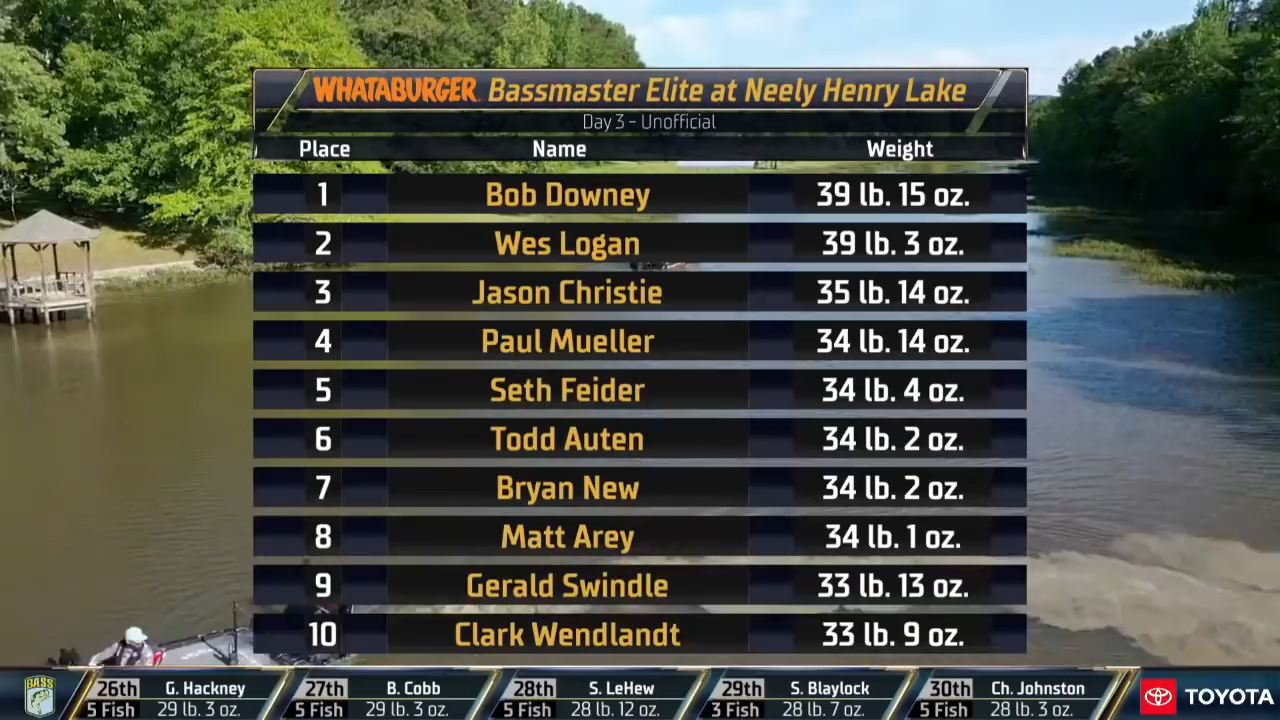 WHATABURGER Bassmaster Elite at Neely Henry Lake
Day 3 - Unofficial
Place Name Weight
1 Bob Downey 39 lb. 15 oz.
2 Wes Logan 39 lb. 3 oz.
3 Jason Christie 35 lb. 14 oz.
4 Paul Mueller 34 lb. 14 oz.
5 Seth Feider 34 lb. 4 oz.
6 Todd Auten 34 lb. 2 oz.
7 Bryan New 34 lb. 2 oz.
8 Matt Arey 34 lb. 1 oz.
9 Gerald Swindle 33 lb. 13 oz.
10 Clark Wendlandt 33 lb. 9 oz.
BASS
26th G. Hackney
5 Fish 29 lb. 3 oz.
27th B. Cobb
5 Fish 29 lb. 3 oz.
28th S. LeHew
5 Fish 28 lb. 12 oz.
29th S. Blaylock
3 Fish 28 lb. 7 oz.
30th Ch. Johnston
5 Fish 28 lb. 3 oz.
TOYOTA